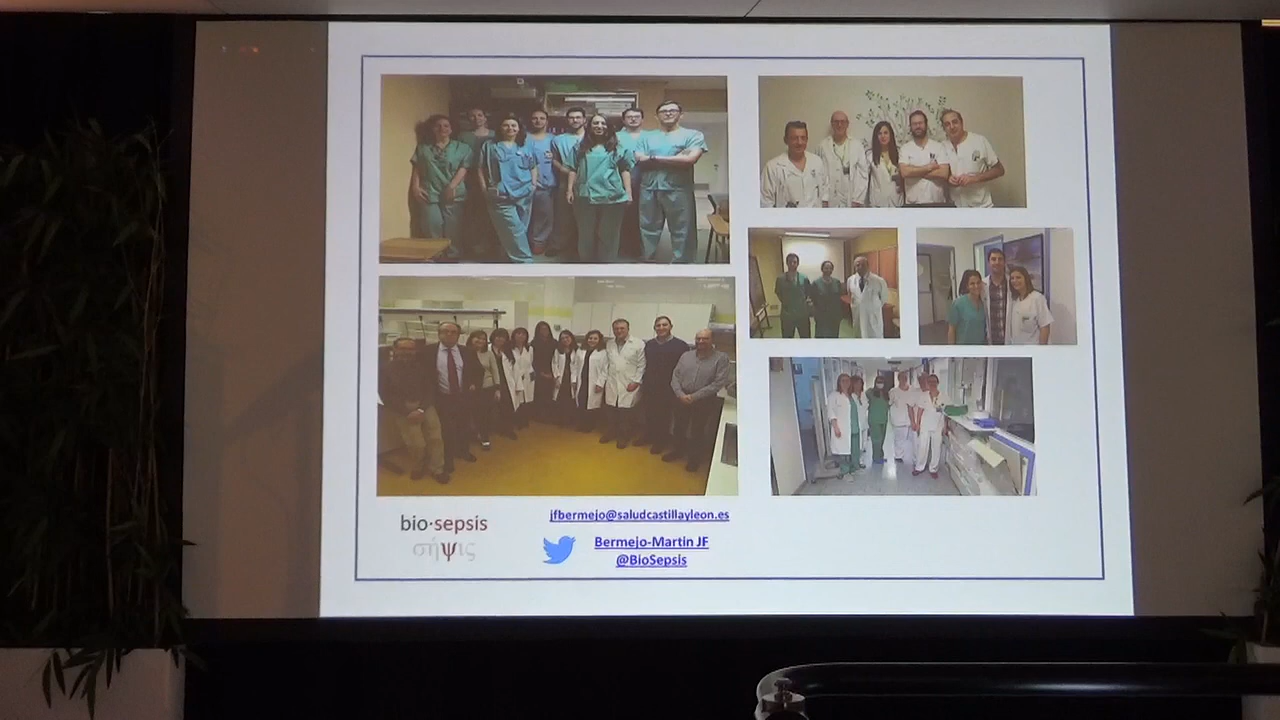 bio·sepsis
σήψις
jfbermejo@saludcastillayleon.es
Bermejo-Martin JF
@BioSepsis